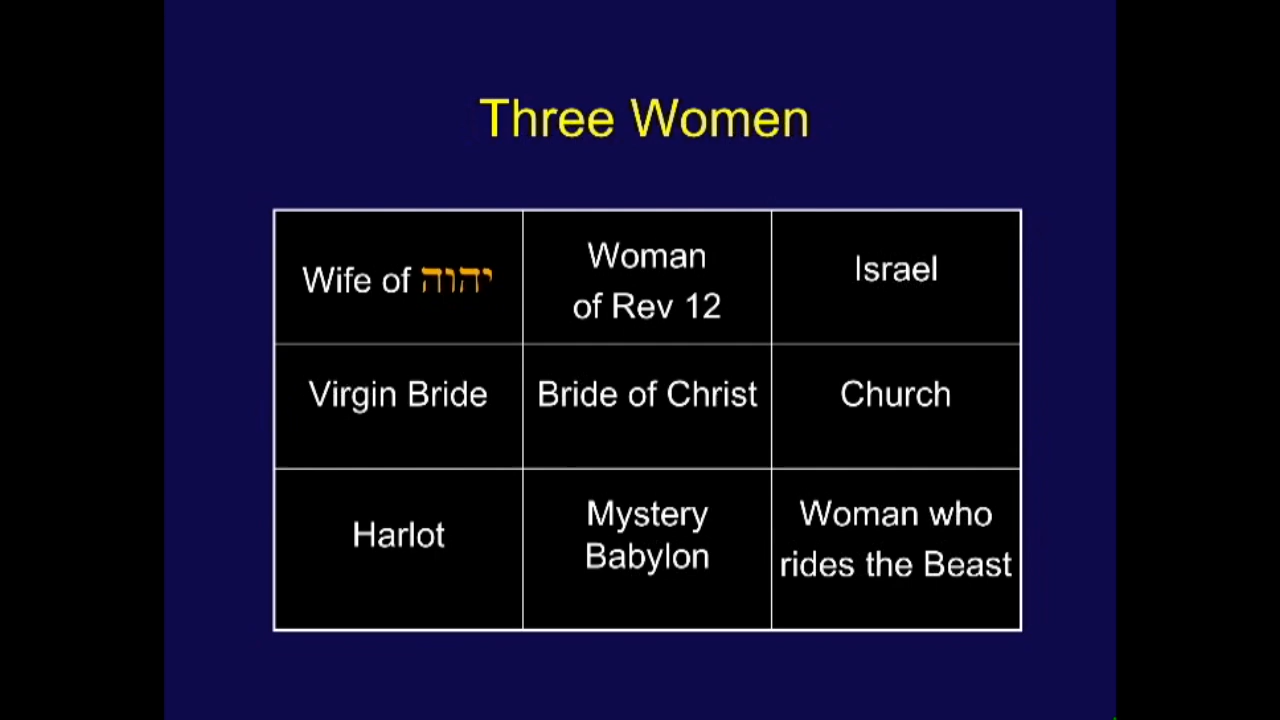 Three Women
Wife of יהוה
Woman
of Rev 12
Israel
Virgin Bride
Bride of Christ
Church
Harlot
Mystery
Babylon
Woman who
rides the Beast